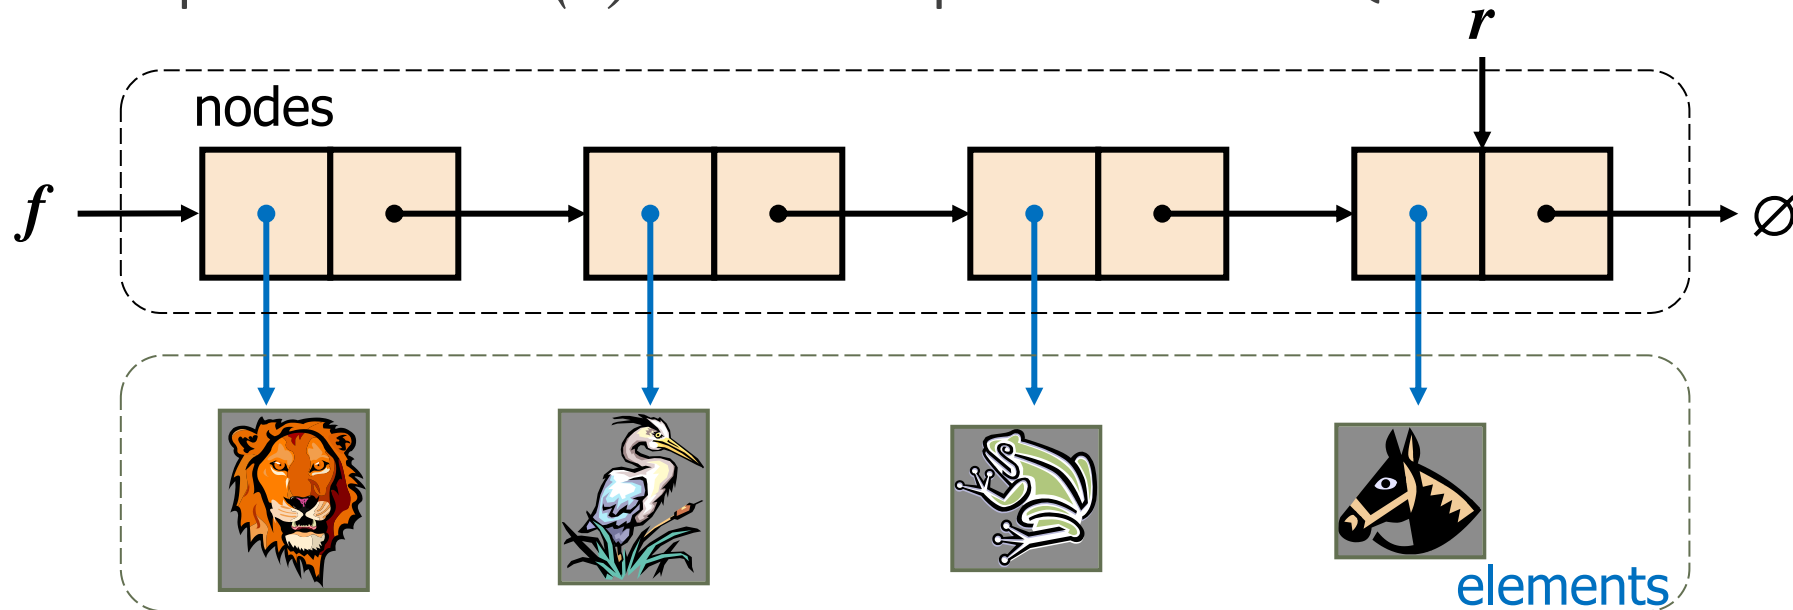 r
nodes
f
∅
elements